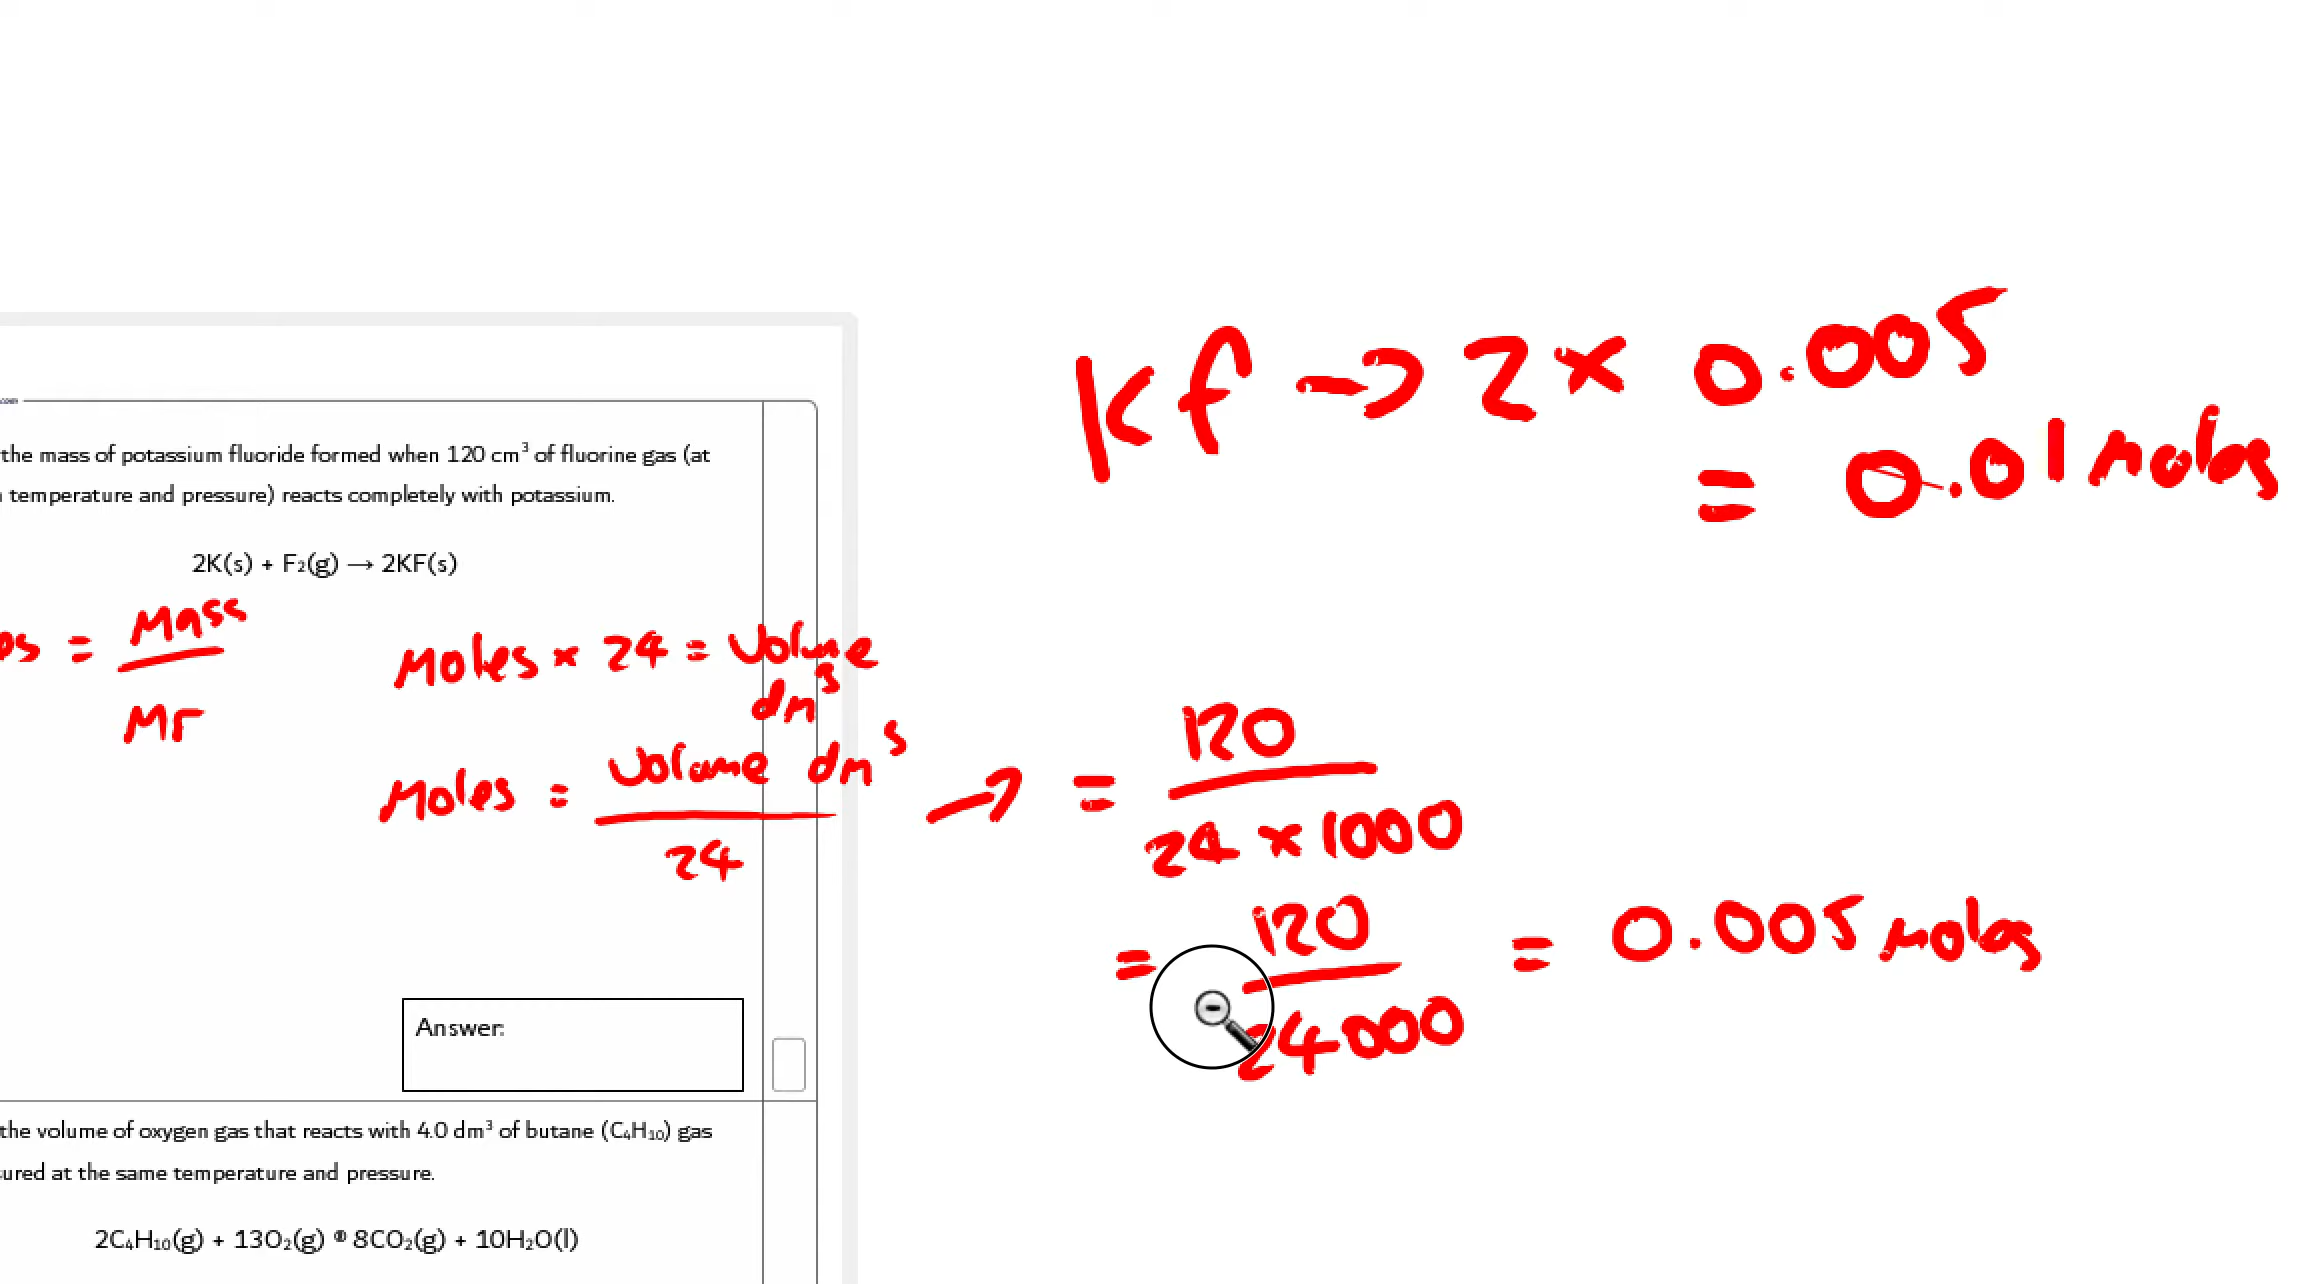 Kf → 2 × 0.005
= 0.01 moles
.com
the mass of potassium fluoride formed when 120 cm³ of fluorine gas (at
temperature and pressure) reacts completely with potassium.
2K(s) + F₂(g) → 2KF(s)
= Mass
Mr
Moles × 24 = Volume
dm³
Moles = Volume dm³
24
→ = 120
24 × 1000
= 120
24000
= 0.005 moles
Answer:
the volume of oxygen gas that reacts with 4.0 dm³ of butane (C₄H₁₀) gas
ured at the same temperature and pressure.
2C₄H₁₀(g) + 13O₂(g) ® 8CO₂(g) + 10H₂O(l)